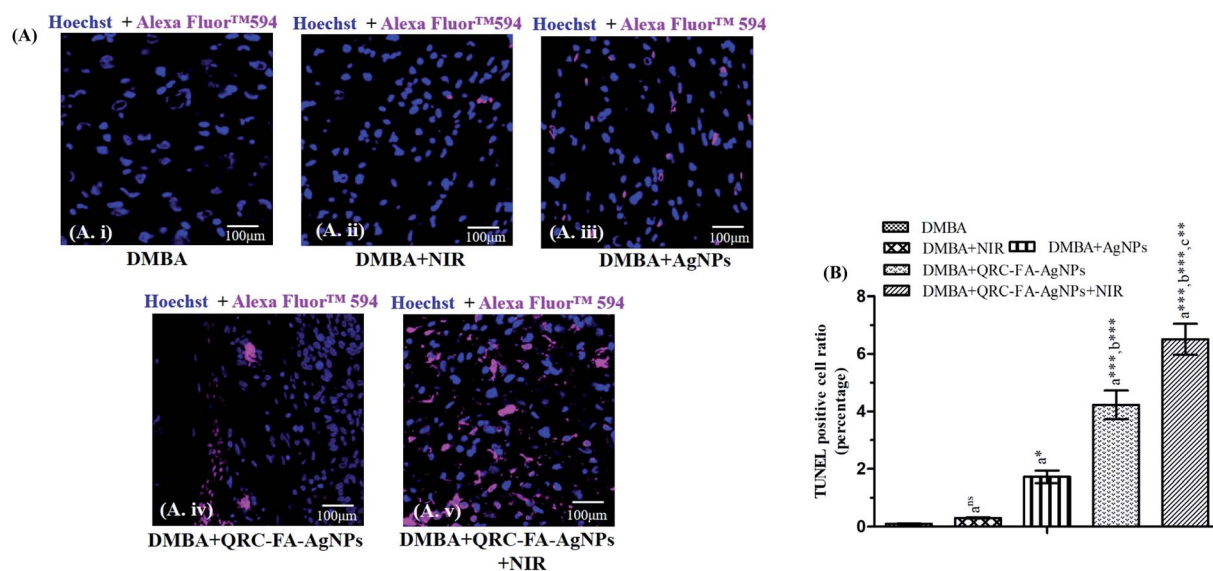 (A)
Hoechst + Alexa Fluor™594
Hoechst + Alexa Fluor™594
Hoechst + Alexa Fluor™ 594
(A. i)
100µm
(A. ii)
100µm
(A. iii)
100µm
DMBA
DMBA+NIR
DMBA+AgNPs
Hoechst + Alexa Fluor™ 594
Hoechst + Alexa Fluor™ 594
(A. iv)
100µm
(A. v)
100µm
DMBA+QRC-FA-AgNPs
DMBA+QRC-FA-AgNPs
+NIR
(B)
DMBA
DMBA+NIR
DMBA+AgNPs
DMBA+QRC-FA-AgNPs
DMBA+QRC-FA-AgNPs+NIR
TUNEL positive cell ratio
(percentage)
8
6
4
2
0
a^ns
a*
a***,b***
a***,b***,c**